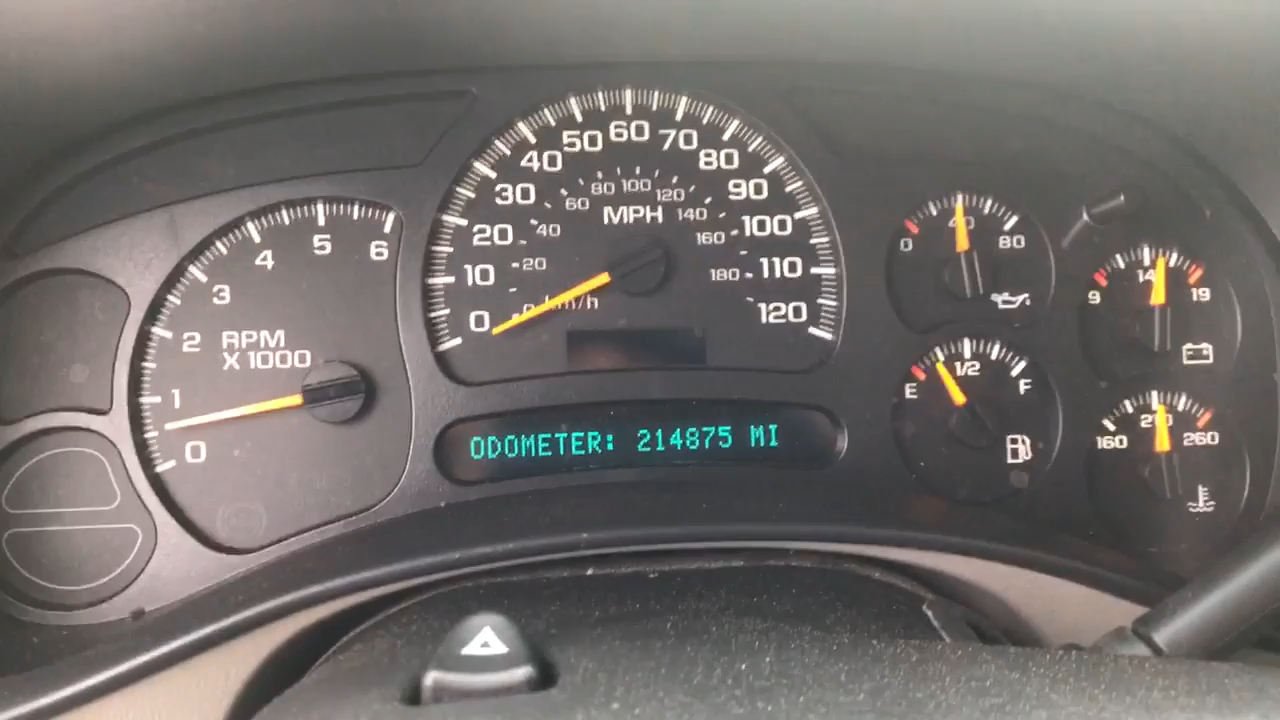 0 1 2 3 4 5 6
RPM
X 1000
0 10 20 30 40 50 60 70 80 90 100 110 120
MPH
0 20 40 60 80 100 120 140 160 180
km/h
ODOMETER: 214875 MI
0 40 80
9 14 19
E 1/2 F
160 210 260